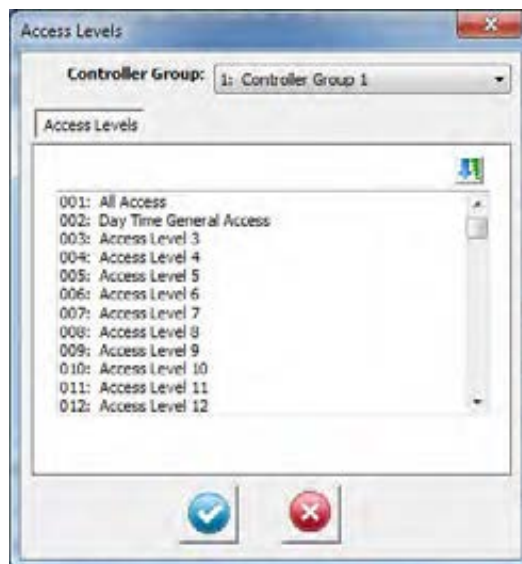 Access Levels
Controller Group: 1: Controller Group 1
Access Levels
001: All Access
002: Day Time General Access
003: Access Level 3
004: Access Level 4
005: Access Level 5
006: Access Level 6
007: Access Level 7
008: Access Level 8
009: Access Level 9
010: Access Level 10
011: Access Level 11
012: Access Level 12